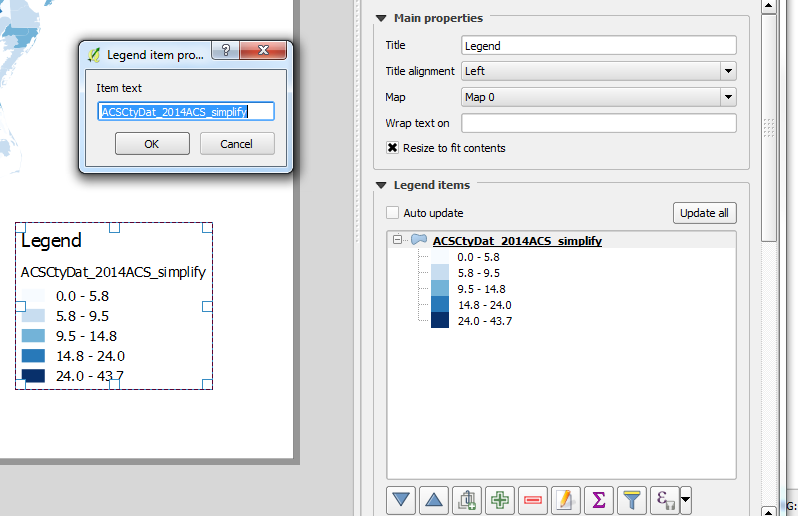 Legend item pro...
?
Item text
ACSCtyDat_2014ACS_simplify
OK
Cancel
Legend
ACSCtyDat_2014ACS_simplify
0.0 - 5.8
5.8 - 9.5
9.5 - 14.8
14.8 - 24.0
24.0 - 43.7
Main properties
Title
Legend
Title alignment
Left
Map
Map 0
Wrap text on
Resize to fit contents
Legend items
Auto update
Update all
ACSCtyDat_2014ACS_simplify
0.0 - 5.8
5.8 - 9.5
9.5 - 14.8
14.8 - 24.0
24.0 - 43.7
Σ
ε
G: